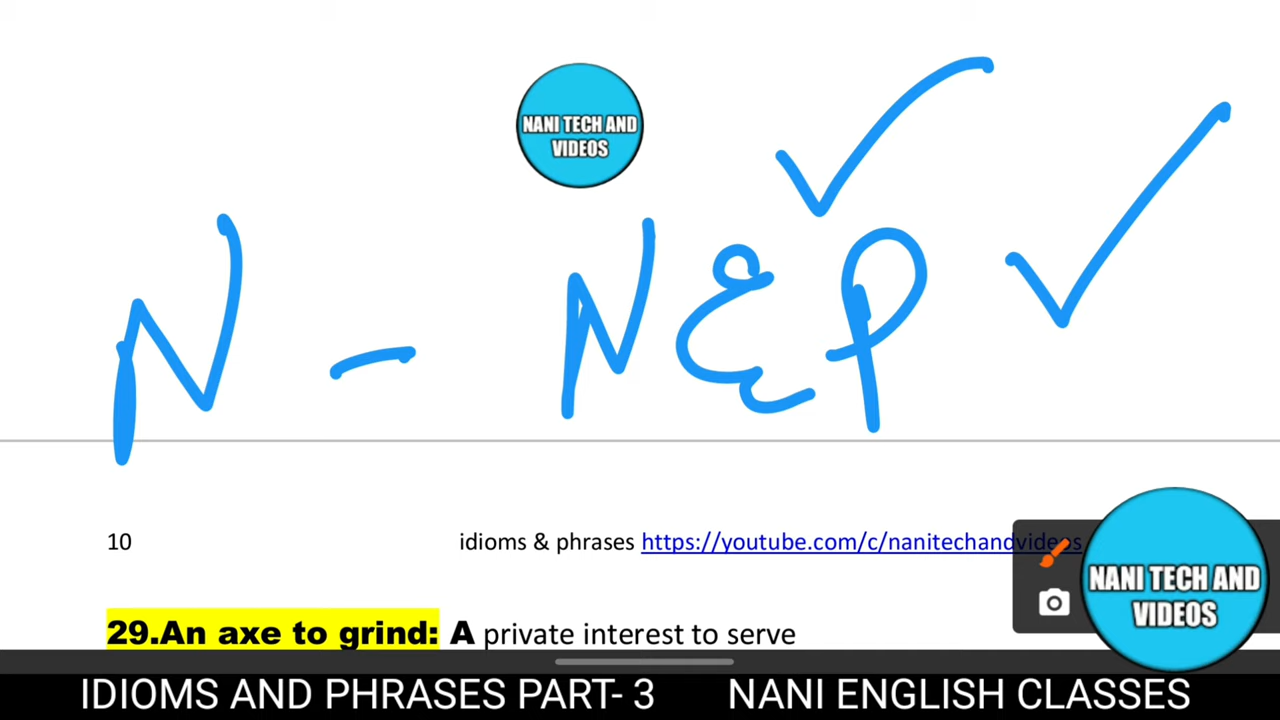 NANI TECH AND
VIDEOS
N - N & P
10 idioms & phrases https://youtube.com/c/nanitechandvideos
NANI TECH AND
VIDEOS
29.An axe to grind: A private interest to serve
IDIOMS AND PHRASES PART- 3 NANI ENGLISH CLASSES